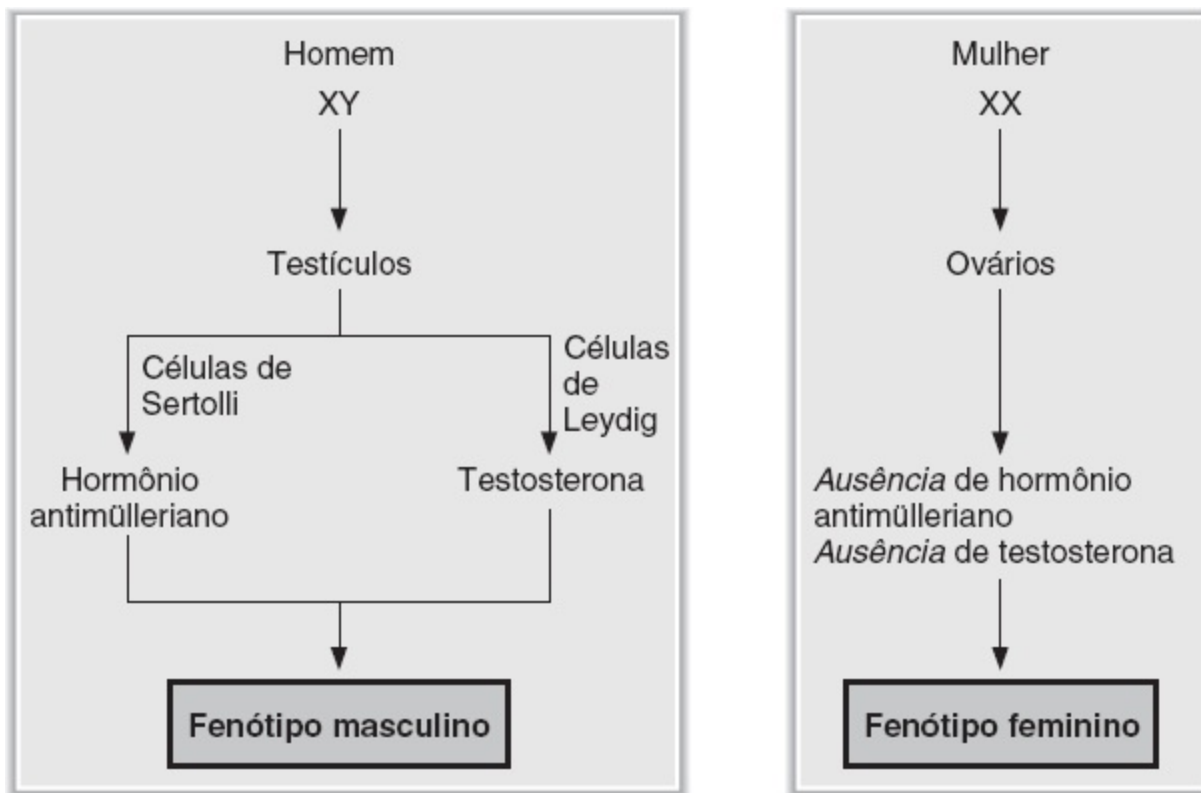 Homem
XY
Testículos
Células de
Sertolli
Células
de
Leydig
Hormônio
antimülleriano
Testosterona
Fenótipo masculino
Mulher
XX
Ovários
Ausência de hormônio
antimülleriano
Ausência de testosterona
Fenótipo feminino